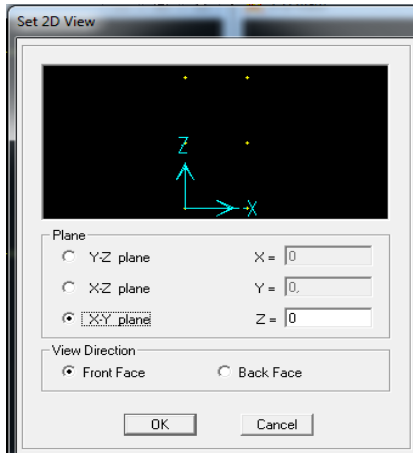 Set 2D View
Z
X
Plane
Y-Z plane X = 0
X-Z plane Y = 0,
X-Y plane Z = 0
View Direction
Front Face Back Face
OK Cancel